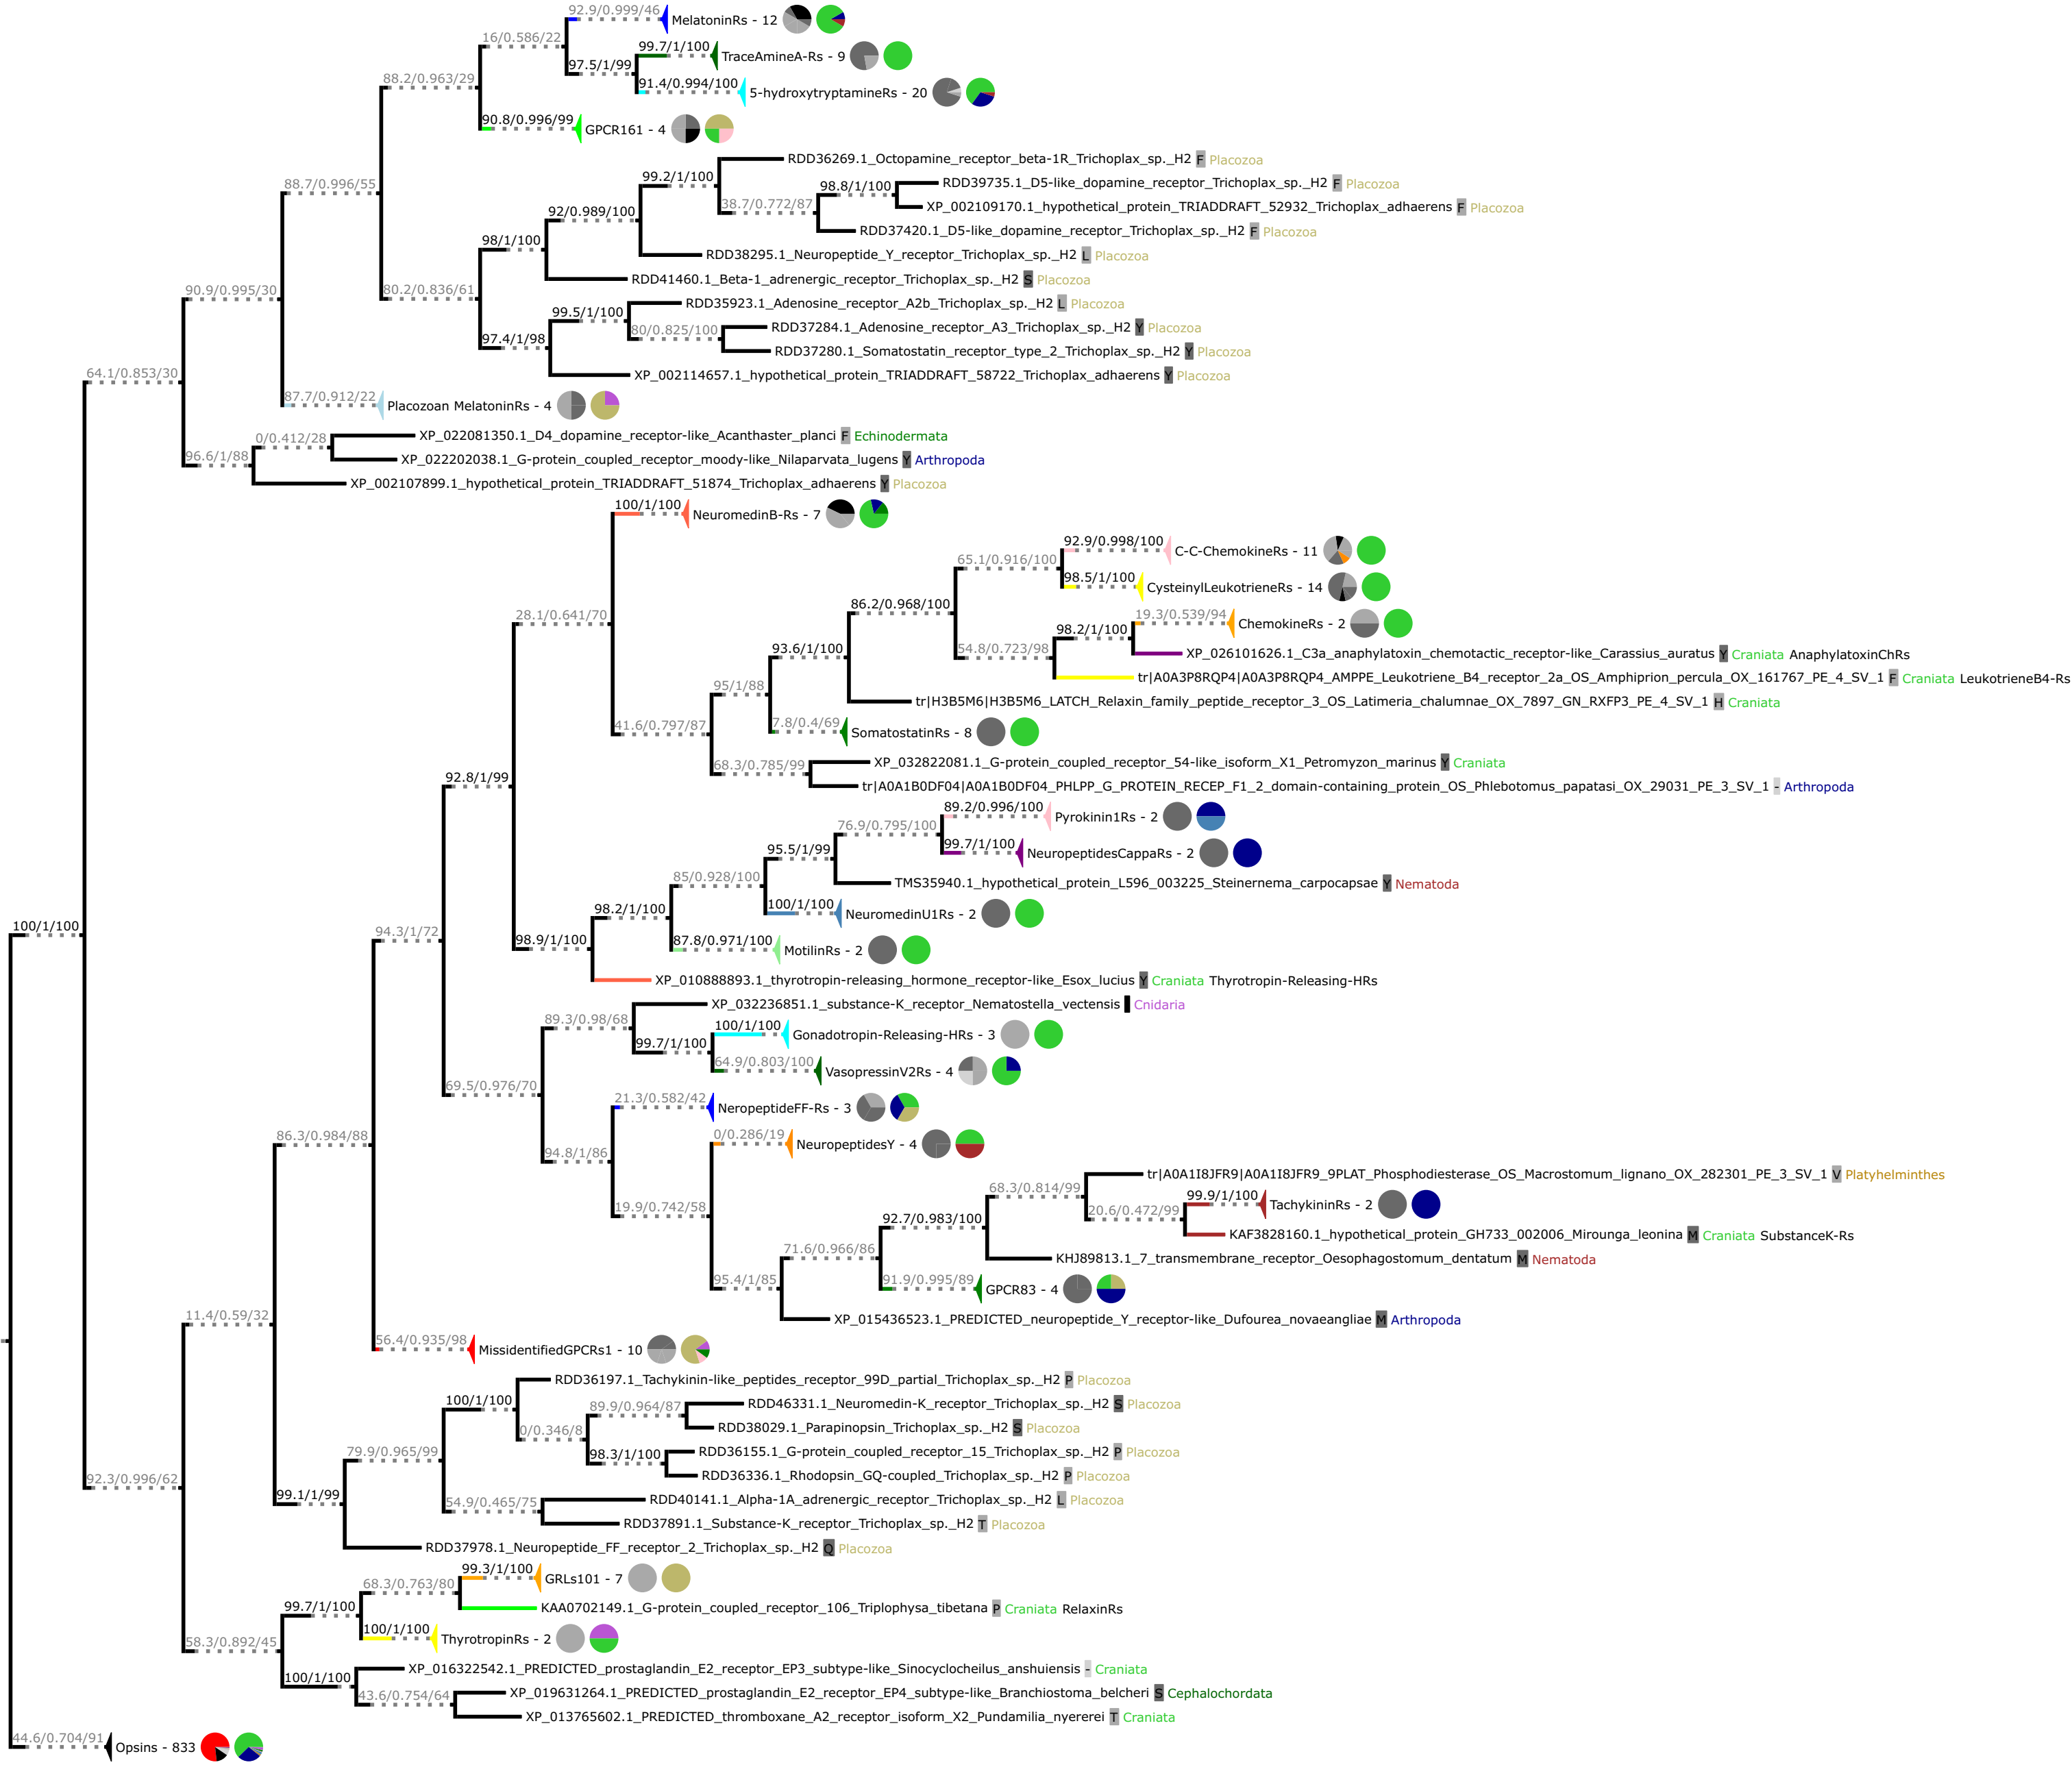 92.9/0.999/46
MelatoninRs - 12
16/0.586/22
99.7/1/100
TraceAmineA-Rs - 9
97.5/1/99
88.2/0.963/29
91.4/0.994/100
5-hydroxytryptamineRs - 20
90.8/0.996/99
GPCR161 - 4
RDD36269.1_Octopamine_receptor_beta-1R_Trichoplax_sp._H2 F Placozoa
99.2/1/100
88.7/0.996/55
98.8/1/100
RDD39735.1_D5-like_dopamine_receptor_Trichoplax_sp._H2 F Placozoa
38.7/0.772/87
XP_002109170.1_hypothetical_protein_TRIADDRAFT_52932_Trichoplax_adhaerens F Placozoa
92/0.989/100
RDD37420.1_D5-like_dopamine_receptor_Trichoplax_sp._H2 F Placozoa
98/1/100
RDD38295.1_Neuropeptide_Y_receptor_Trichoplax_sp._H2 L Placozoa
RDD41460.1_Beta-1_adrenergic_receptor_Trichoplax_sp._H2 S Placozoa
90.9/0.995/30
80.2/0.836/61
RDD35923.1_Adenosine_receptor_A2b_Trichoplax_sp._H2 L Placozoa
99.5/1/100
80/0.825/100
RDD37284.1_Adenosine_receptor_A3_Trichoplax_sp._H2 Y Placozoa
97.4/1/98
RDD37280.1_Somatostatin_receptor_type_2_Trichoplax_sp._H2 Y Placozoa
64.1/0.853/30
XP_002114657.1_hypothetical_protein_TRIADDRAFT_58722_Trichoplax_adhaerens Y Placozoa
87.7/0.912/22
Placozoan MelatoninRs - 4
0/0.412/28
XP_022081350.1_D4_dopamine_receptor-like_Acanthaster_planci F Echinodermata
96.6/1/88
XP_022202038.1_G-protein_coupled_receptor_moody-like_Nilaparvata_lugens Y Arthropoda
XP_002107899.1_hypothetical_protein_TRIADDRAFT_51874_Trichoplax_adhaerens Y Placozoa
100/1/100
NeuromedinB-Rs - 7
92.9/0.998/100
C-C-ChemokineRs - 11
65.1/0.916/100
98.5/1/100
CysteinylLeukotrieneRs - 14
86.2/0.968/100
28.1/0.641/70
19.3/0.539/94
ChemokineRs - 2
98.2/1/100
54.8/0.723/98
93.6/1/100
XP_026101626.1_C3a_anaphylatoxin_chemotactic_receptor-like_Carassius_auratus Y Craniata AnaphylatoxinChRs
tr|A0A3P8RQP4|A0A3P8RQP4_AMPPE_Leukotriene_B4_receptor_2a_OS_Amphiprion_percula_OX_161767_PE_4_SV_1 F Craniata LeukotrieneB4-Rs
95/1/88
tr|H3B5M6|H3B5M6_LATCH_Relaxin_family_peptide_receptor_3_OS_Latimeria_chalumnae_OX_7897_GN_RXFP3_PE_4_SV_1 H Craniata
41.6/0.797/87
7.8/0.4/69
SomatostatinRs - 8
68.3/0.785/99
XP_032822081.1_G-protein_coupled_receptor_54-like_isoform_X1_Petromyzon_marinus Y Craniata
92.8/1/99
tr|A0A1B0DF04|A0A1B0DF04_PHLPP_G_PROTEIN_RECEP_F1_2_domain-containing_protein_OS_Phlebotomus_papatasi_OX_29031_PE_3_SV_1 - Arthropoda
89.2/0.996/100
Pyrokinin1Rs - 2
76.9/0.795/100
99.7/1/100
NeuropeptidesCappaRs - 2
95.5/1/99
85/0.928/100
TMS35940.1_hypothetical_protein_L596_003225_Steinernema_carpocapsae Y Nematoda
100/1/100
NeuromedinU1Rs - 2
98.2/1/100
100/1/100
94.3/1/72
98.9/1/100
87.8/0.971/100
MotilinRs - 2
XP_010888893.1_thyrotropin-releasing_hormone_receptor-like_Esox_lucius Y Craniata Thyrotropin-Releasing-HRs
XP_032236851.1_substance-K_receptor_Nematostella_vectensis Cnidaria
89.3/0.98/68
100/1/100
Gonadotropin-Releasing-HRs - 3
99.7/1/100
64.9/0.803/100
VasopressinV2Rs - 4
69.5/0.976/70
21.3/0.582/42
NeropeptideFF-Rs - 3
86.3/0.984/88
0/0.286/19
NeuropeptidesY - 4
94.8/1/86
tr|A0A1I8JFR9|A0A1I8JFR9_9PLAT_Phosphodiesterase_OS_Macrostomum_lignano_OX_282301_PE_3_SV_1 V Platyhelminthes
68.3/0.814/99
99.9/1/100
TachykininRs - 2
19.9/0.742/58
20.6/0.472/99
92.7/0.983/100
KAF3828160.1_hypothetical_protein_GH733_002006_Mirounga_leonina M Craniata SubstanceK-Rs
71.6/0.966/86
KHJ89813.1_7_transmembrane_receptor_Oesophagostomum_dentatum M Nematoda
95.4/1/85
91.9/0.995/89
GPCR83 - 4
11.4/0.59/32
XP_015436523.1_PREDICTED_neuropeptide_Y_receptor-like_Dufourea_novaeangliae M Arthropoda
56.4/0.935/98
MissidentifiedGPCRs1 - 10
RDD36197.1_Tachykinin-like_peptides_receptor_99D_partial_Trichoplax_sp._H2 P Placozoa
100/1/100
89.9/0.964/87
RDD46331.1_Neuromedin-K_receptor_Trichoplax_sp._H2 S Placozoa
0/0.346/8
RDD38029.1_Parapinopsin_Trichoplax_sp._H2 S Placozoa
79.9/0.965/99
98.3/1/100
RDD36155.1_G-protein_coupled_receptor_15_Trichoplax_sp._H2 P Placozoa
92.3/0.996/62
RDD36336.1_Rhodopsin_GQ-coupled_Trichoplax_sp._H2 P Placozoa
99.1/1/99
54.9/0.465/75
RDD40141.1_Alpha-1A_adrenergic_receptor_Trichoplax_sp._H2 L Placozoa
RDD37891.1_Substance-K_receptor_Trichoplax_sp._H2 T Placozoa
RDD37978.1_Neuropeptide_FF_receptor_2_Trichoplax_sp._H2 Q Placozoa
99.3/1/100
GRLs101 - 7
68.3/0.763/80
99.7/1/100
KAA0702149.1_G-protein_coupled_receptor_106_Triplophysa_tibetana P Craniata RelaxinRs
58.3/0.892/45
100/1/100
ThyrotropinRs - 2
100/1/100
XP_016322542.1_PREDICTED_prostaglandin_E2_receptor_EP3_subtype-like_Sinocyclocheilus_anshuiensis - Craniata
43.6/0.754/64
XP_019631264.1_PREDICTED_prostaglandin_E2_receptor_EP4_subtype-like_Branchiostoma_belcheri S Cephalochordata
XP_013765602.1_PREDICTED_thromboxane_A2_receptor_isoform_X2_Pundamilia_nyererei T Craniata
44.6/0.704/91
Opsins - 833